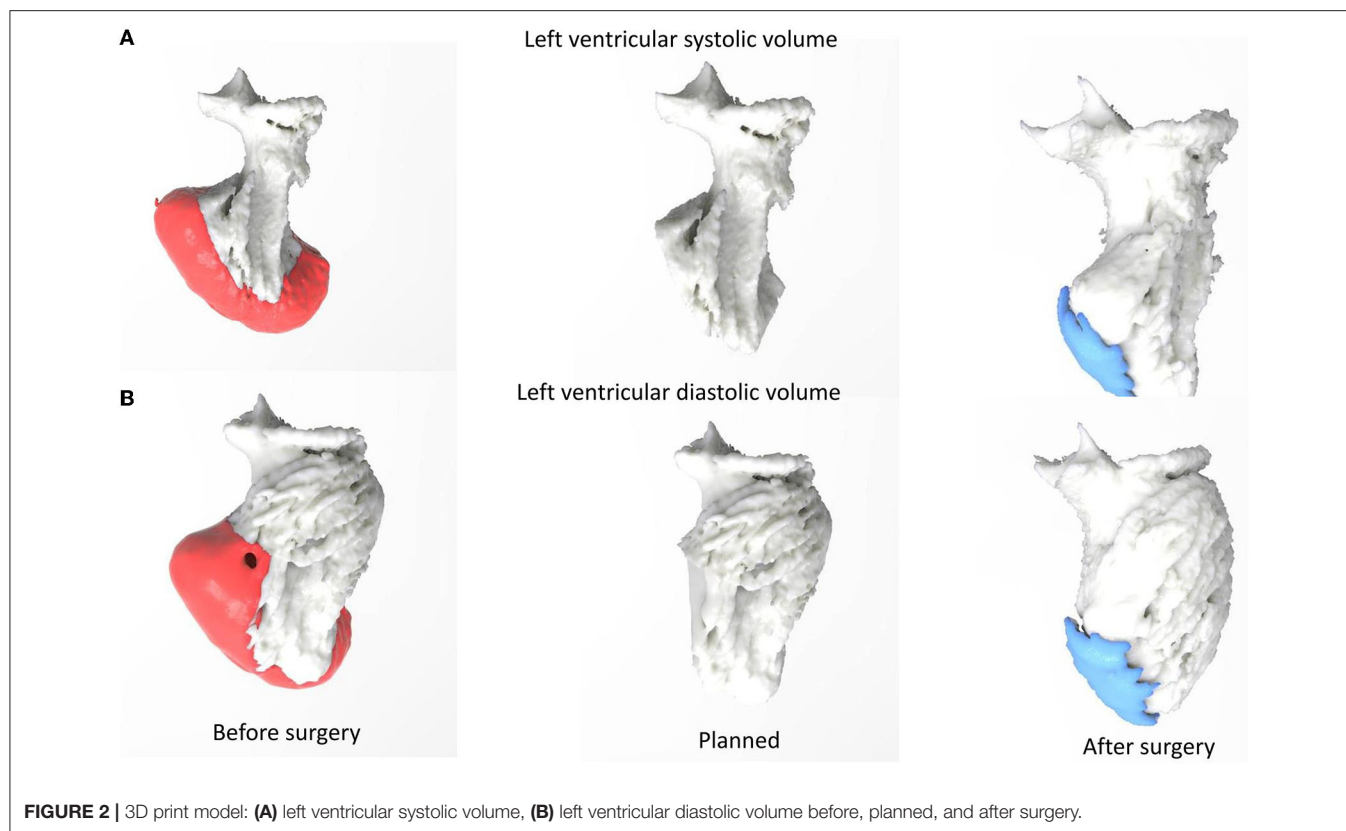 A
Left ventricular systolic volume
B
Left ventricular diastolic volume
Before surgery
Planned
After surgery
FIGURE 2 | 3D print model: (A) left ventricular systolic volume, (B) left ventricular diastolic volume before, planned, and after surgery.